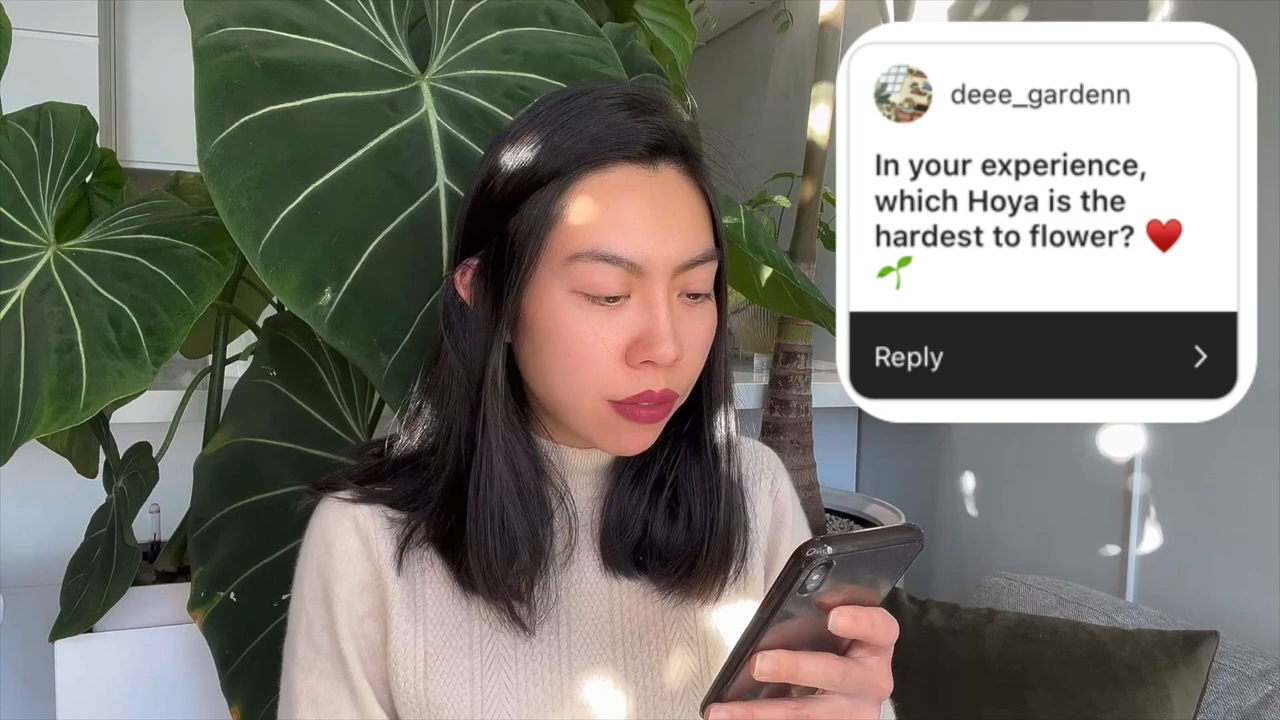 deee_gardenn
In your experience,
which Hoya is the
hardest to flower? ♥️
🌱
Reply